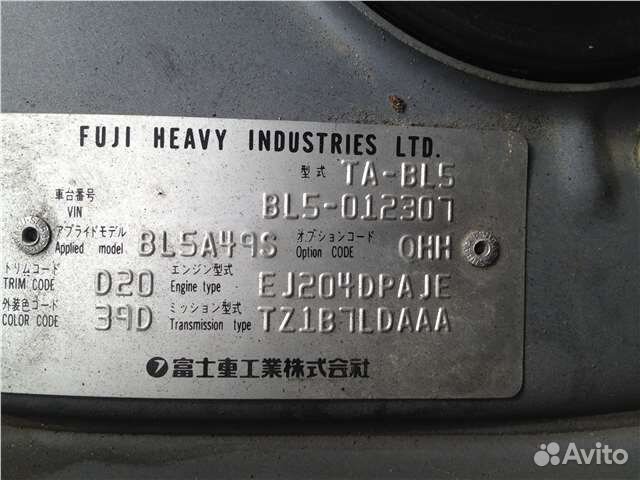 FUJI HEAVY INDUSTRIES LTD.
型式 TA-BL5
車台番号 VIN BL5-012307
アプライドモデル Applied model BL5A49S オプションコード Option CODE OHH
トリムコード TRIM CODE D20 エンジン型式 Engine type EJ204DPAJE
外装色コード COLOR CODE 39D ミッション型式 Transmission type TZ1B7LDAAA
富士重工業株式会社
Avito